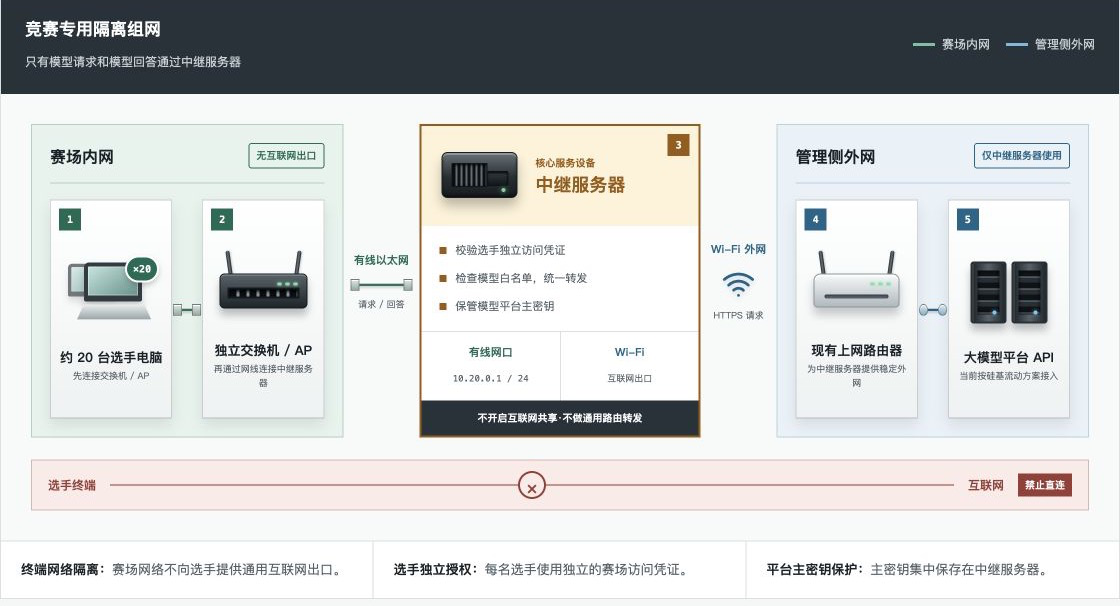 竞赛专用隔离组网
只有模型请求和模型回答通过中继服务器
赛场内网
管理侧外网
赛场内网
无互联网出口
1
×20
约 20 台选手电脑
先连接交换机 / AP
2
独立交换机 / AP
再通过网线连接中继服务
器
有线以太网
请求 / 回答
3
核心服务设备
中继服务器
校验选手独立访问凭证
检查模型白名单，统一转发
保管模型平台主密钥
有线网口
10.20.0.1 / 24
Wi-Fi
互联网出口
不开启互联网共享·不做通用路由转发
Wi-Fi 外网
HTTPS 请求
管理侧外网
仅中继服务器使用
4
现有上网路由器
为中继服务器提供稳定外
网
5
大模型平台 API
当前按硅基流动方案接入
选手终端
互联网
禁止直连
终端网络隔离：赛场网络不向选手提供通用互联网出口。
选手独立授权：每名选手使用独立的赛场访问凭证。
平台主密钥保护：主密钥集中保存在中继服务器。